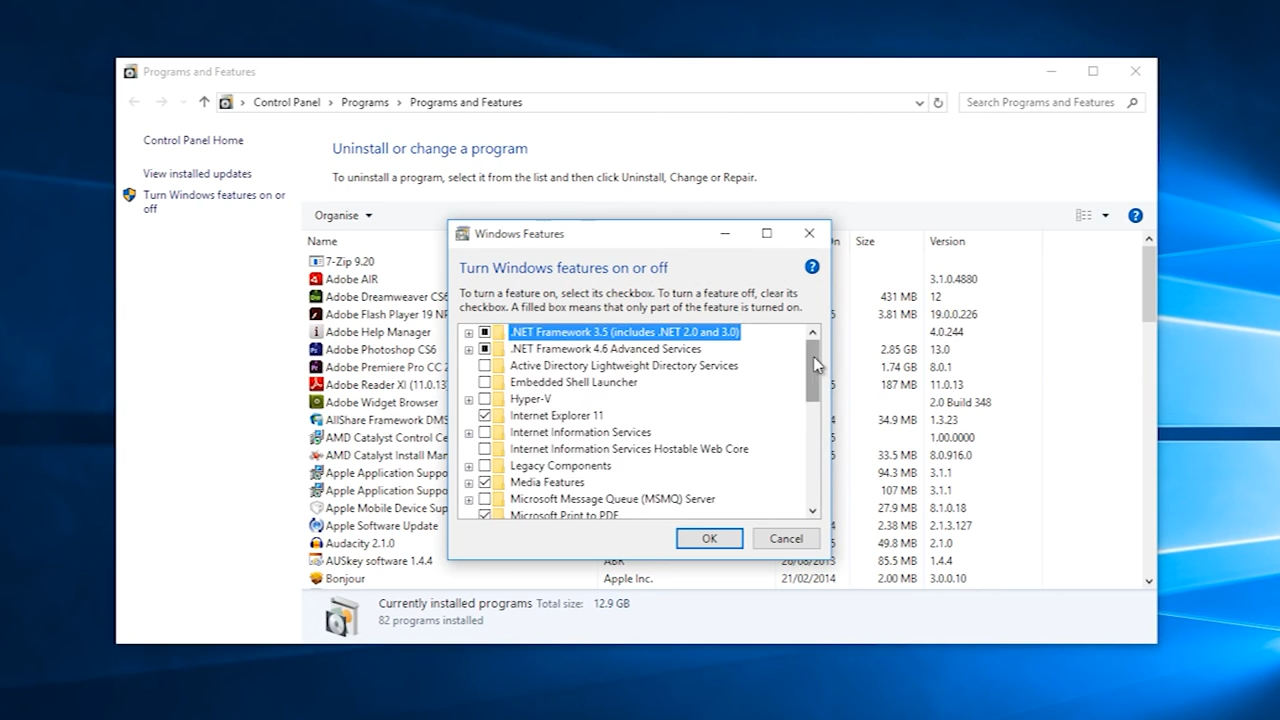 Programs and Features
Control Panel > Programs > Programs and Features
Search Programs and Features
Control Panel Home
View installed updates
Turn Windows features on or
off
Uninstall or change a program
To uninstall a program, select it from the list and then click Uninstall, Change or Repair.
Organise
Name
Size
Version
7-Zip 9.20
Adobe AIR 3.1.0.4880
Adobe Dreamweaver CS6 431 MB 12
Adobe Flash Player 19 3.81 MB 19.0.0.226
Adobe Help Manager 4.0.244
Adobe Photoshop CS6 2.85 GB 13.0
Adobe Premiere Pro CC 1.74 GB 8.0.1
Adobe Reader XI (11.0.13) 187 MB 11.0.13
Adobe Widget Browser 2.0 Build 348
AllShare Framework DMS 34.9 MB 1.3.23
AMD Catalyst Control 1.00.0000
AMD Catalyst Install 33.5 MB 8.0.916.0
Apple Application 94.3 MB 3.1.1
Apple Application 107 MB 3.1.1
Apple Mobile Device 27.9 MB 8.1.0.18
Apple Software Update 2.38 MB 2.1.3.127
Audacity 2.1.0 49.8 MB 2.1.0
AUSkey software 1.4.4 85.5 MB 1.4.4
Bonjour Apple Inc. 21/02/2014 2.00 MB 3.0.0.10
Currently installed programs Total size: 12.9 GB
82 programs installed
Windows Features
Turn Windows features on or off
To turn a feature on, select its checkbox. To turn a feature off, clear its
checkbox. A filled box means that only part of the feature is turned on.
.NET Framework 3.5 (includes .NET 2.0 and 3.0)
.NET Framework 4.6 Advanced Services
Active Directory Lightweight Directory Services
Embedded Shell Launcher
Hyper-V
Internet Explorer 11
Internet Information Services
Internet Information Services Hostable Web Core
Legacy Components
Media Features
Microsoft Message Queue (MSMQ) Server
Microsoft Print to PDF
OK
Cancel